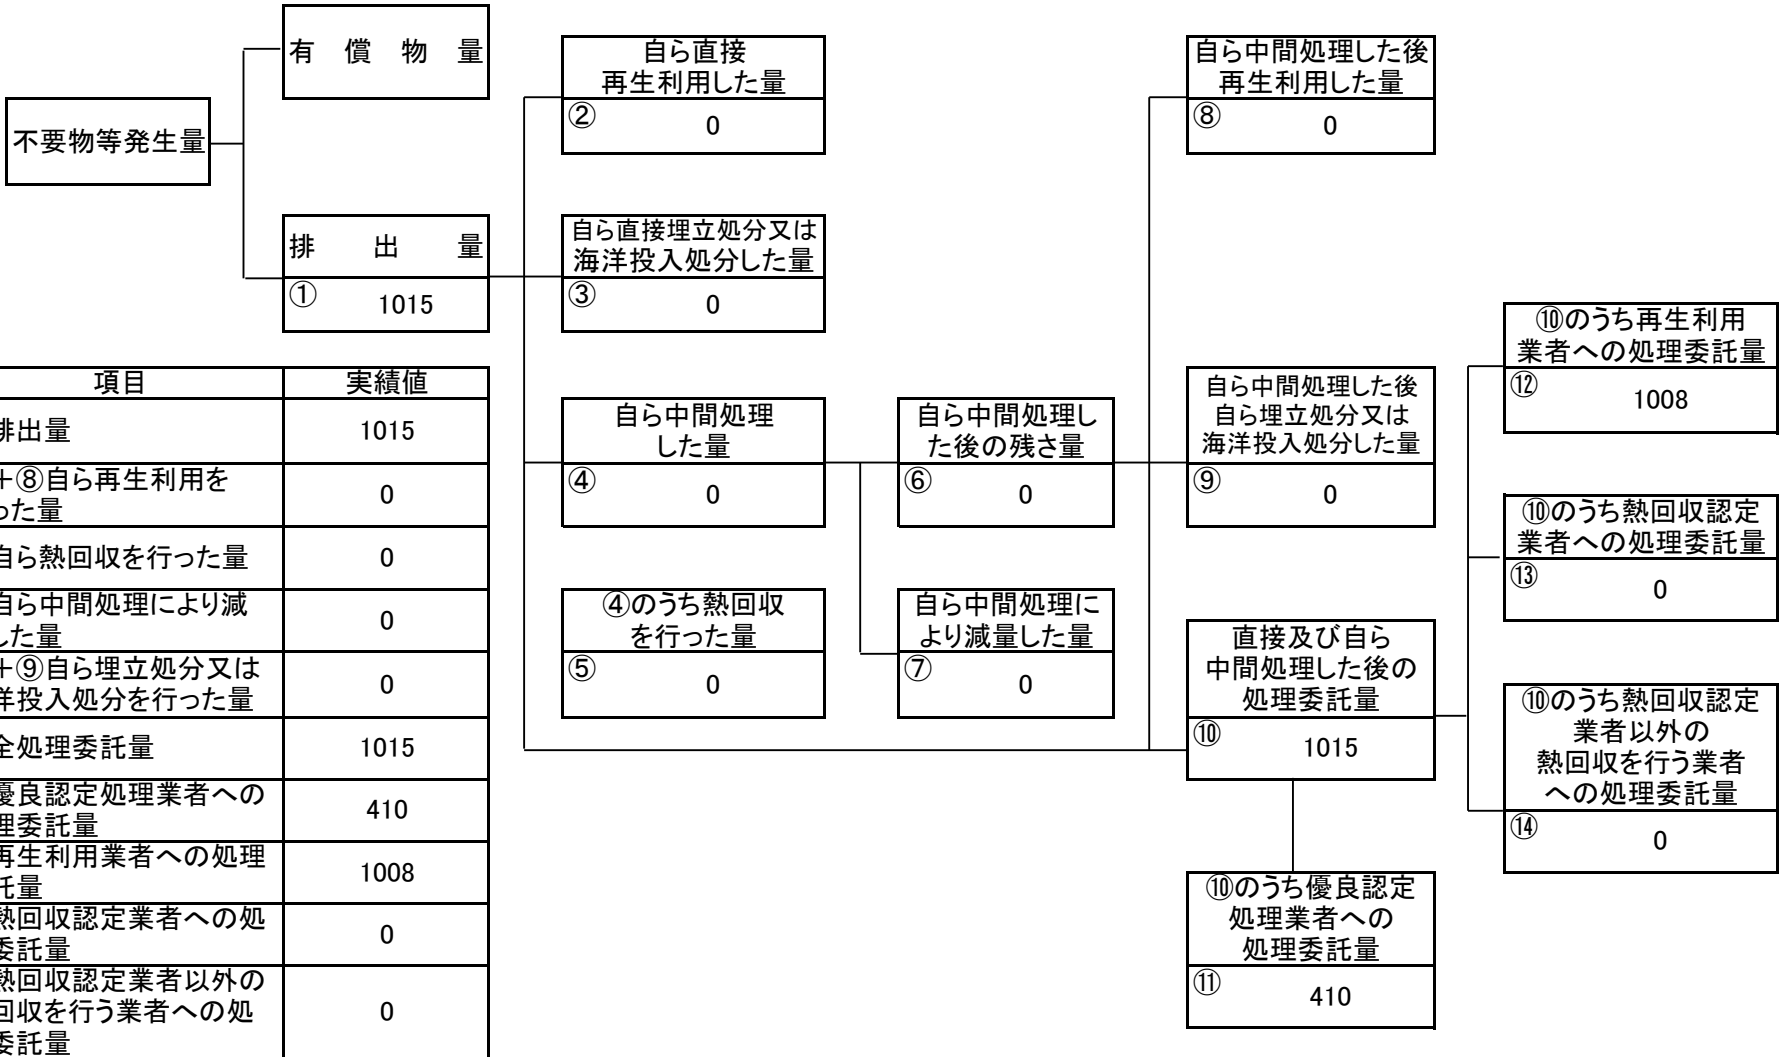 有 償 物 量
不要物等発生量
排 出 量
① 1015
自ら直接
再生利用した量
② 0
自ら直接埋立処分又は
海洋投入処分した量
③ 0
自ら中間処理
した量
④ 0
④のうち熱回収
を行った量
⑤ 0
自ら中間処理し
た後の残さ量
⑥ 0
自ら中間処理に
より減量した量
⑦ 0
自ら中間処理した後
再生利用した量
⑧ 0
自ら中間処理した後
自ら埋立処分又は
海洋投入処分した量
⑨ 0
直接及び自ら
中間処理した後の
処理委託量
⑩ 1015
⑩のうち優良認定
処理業者への
処理委託量
⑪ 410
⑩のうち再生利用
業者への処理委託量
⑫ 1008
⑩のうち熱回収認定
業者への処理委託量
⑬ 0
⑩のうち熱回収認定
業者以外の
熱回収を行う業者
への処理委託量
⑭ 0
項目 実績値
排出量 1015
+⑧自ら再生利用を
った量 0
自ら熱回収を行った量 0
自ら中間処理により減
した量 0
+⑨自ら埋立処分又は
洋投入処分を行った量 0
全処理委託量 1015
優良認定処理業者への
理委託量 410
再生利用業者への処理
託量 1008
熱回収認定業者への処
委託量 0
熱回収認定業者以外の
回収を行う業者への処
委託量 0